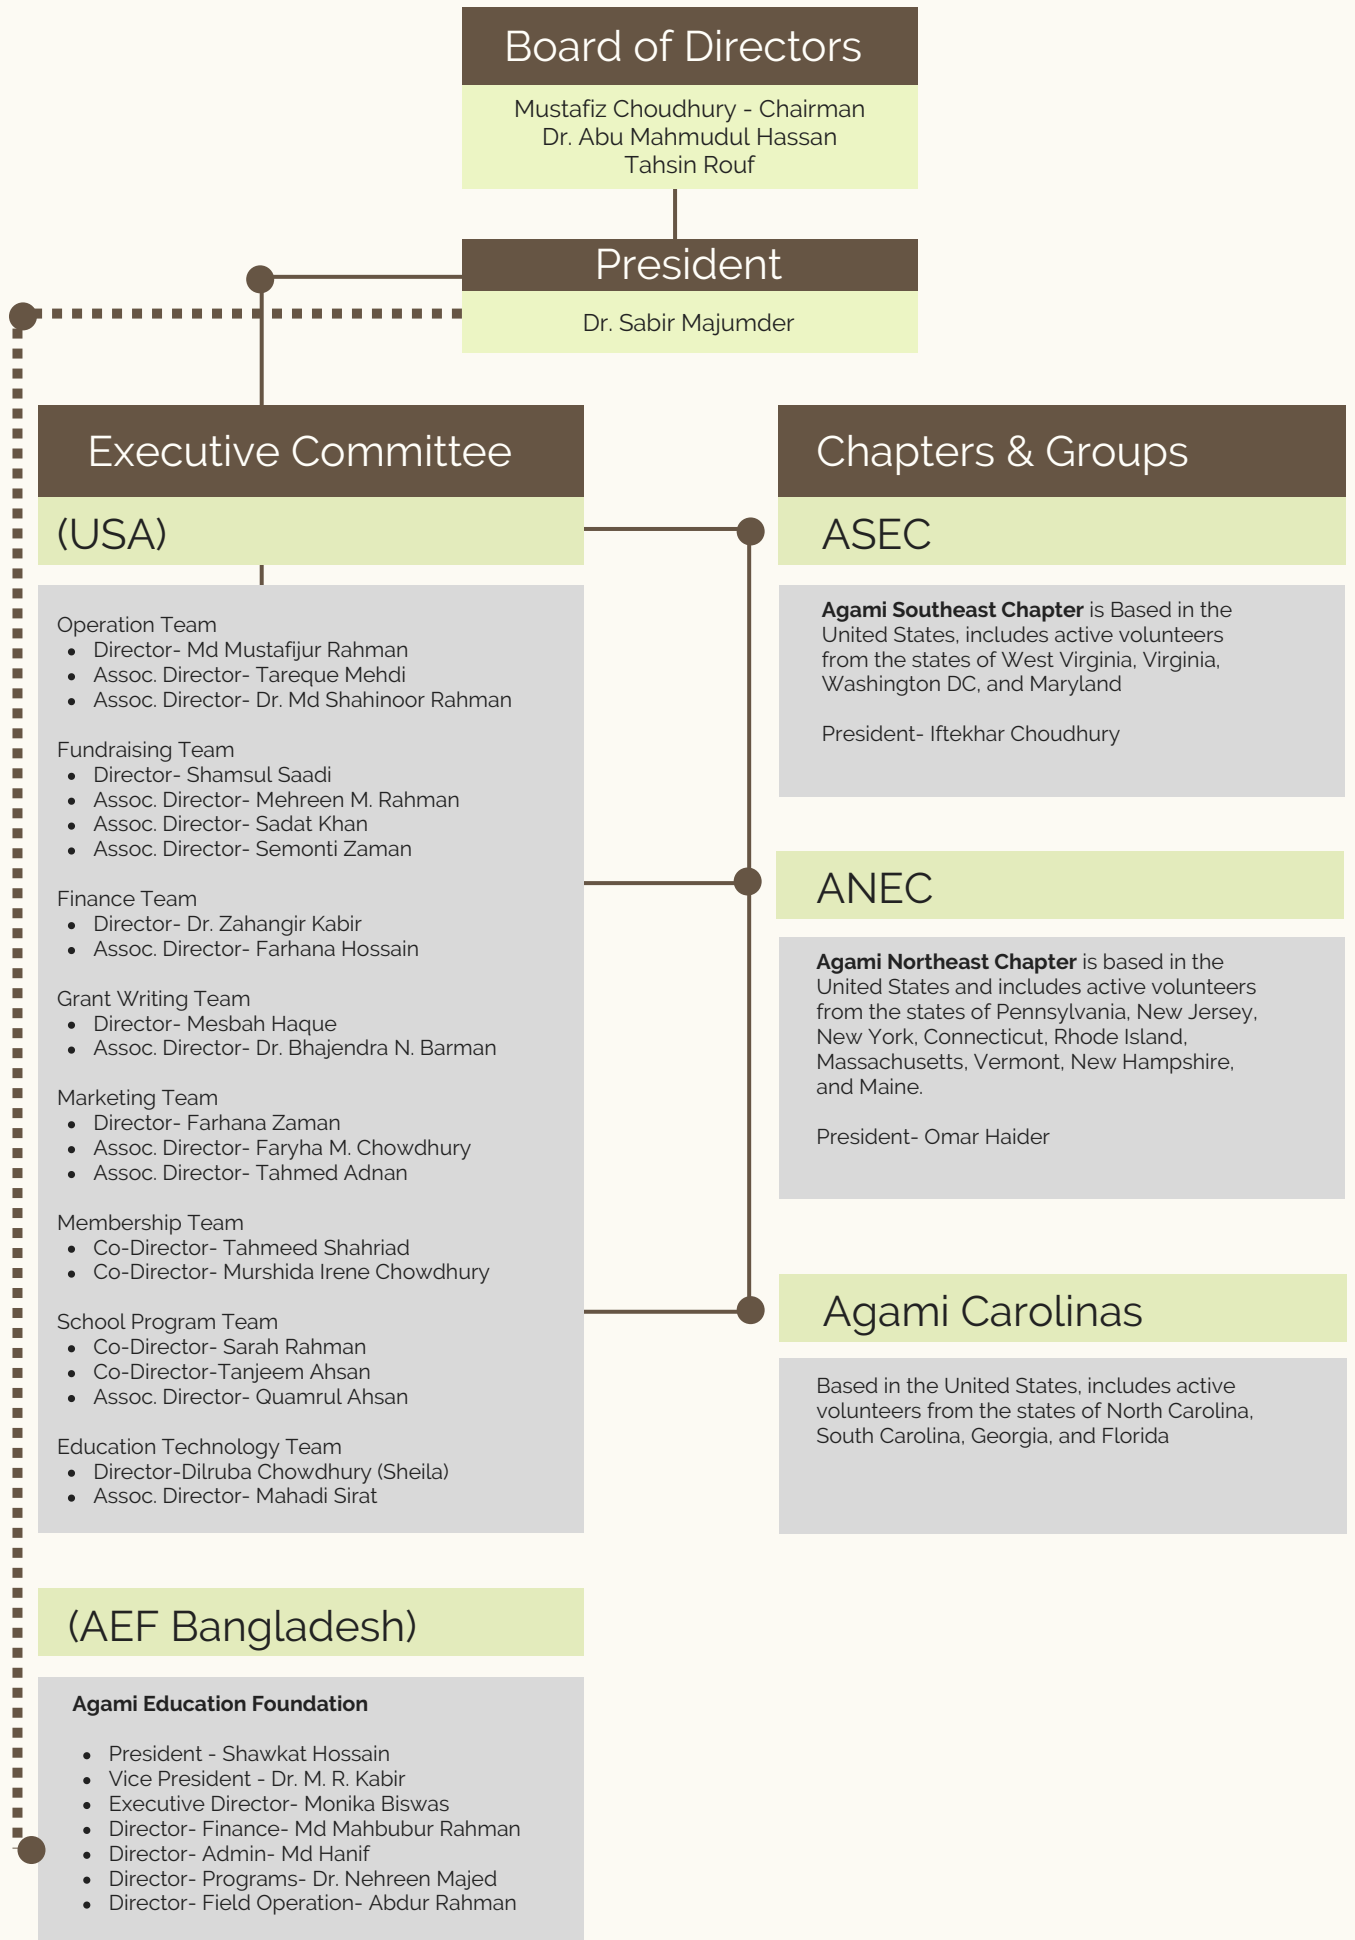 Board of Directors
Mustafiz Choudhury - Chairman
Dr. Abu Mahmudul Hassan
Tahsin Rouf
President
Dr. Sabir Majumder
Executive Committee
(USA)
Operation Team
• Director- Md Mustafijur Rahman
• Assoc. Director- Tareque Mehdi
• Assoc. Director- Dr. Md Shahinoor Rahman
Fundraising Team
• Director- Shamsul Saadi
• Assoc. Director- Mehreen M. Rahman
• Assoc. Director- Sadat Khan
• Assoc. Director- Semonti Zaman
Finance Team
• Director- Dr. Zahangir Kabir
• Assoc. Director- Farhana Hossain
Grant Writing Team
• Director- Mesbah Haque
• Assoc. Director- Dr. Bhajendra N. Barman
Marketing Team
• Director- Farhana Zaman
• Assoc. Director- Faryha M. Chowdhury
• Assoc. Director- Tahmed Adnan
Membership Team
• Co-Director- Tahmeed Shahriad
• Co-Director- Murshida Irene Chowdhury
School Program Team
• Co-Director- Sarah Rahman
• Co-Director-Tanjeem Ahsan
• Assoc. Director- Quamrul Ahsan
Education Technology Team
• Director-Dilruba Chowdhury (Sheila)
• Assoc. Director- Mahadi Sirat
(AEF Bangladesh)
Agami Education Foundation
• President - Shawkat Hossain
• Vice President - Dr. M. R. Kabir
• Executive Director- Monika Biswas
• Director- Finance- Md Mahbubur Rahman
• Director- Admin- Md Hanif
• Director- Programs- Dr. Nehreen Majed
• Director- Field Operation- Abdur Rahman
Chapters & Groups
ASEC
Agami Southeast Chapter is Based in the
United States, includes active volunteers
from the states of West Virginia, Virginia,
Washington DC, and Maryland
President- Iftekhar Choudhury
ANEC
Agami Northeast Chapter is based in the
United States and includes active volunteers
from the states of Pennsylvania, New Jersey,
New York, Connecticut, Rhode Island,
Massachusetts, Vermont, New Hampshire,
and Maine.
President- Omar Haider
Agami Carolinas
Based in the United States, includes active
volunteers from the states of North Carolina,
South Carolina, Georgia, and Florida